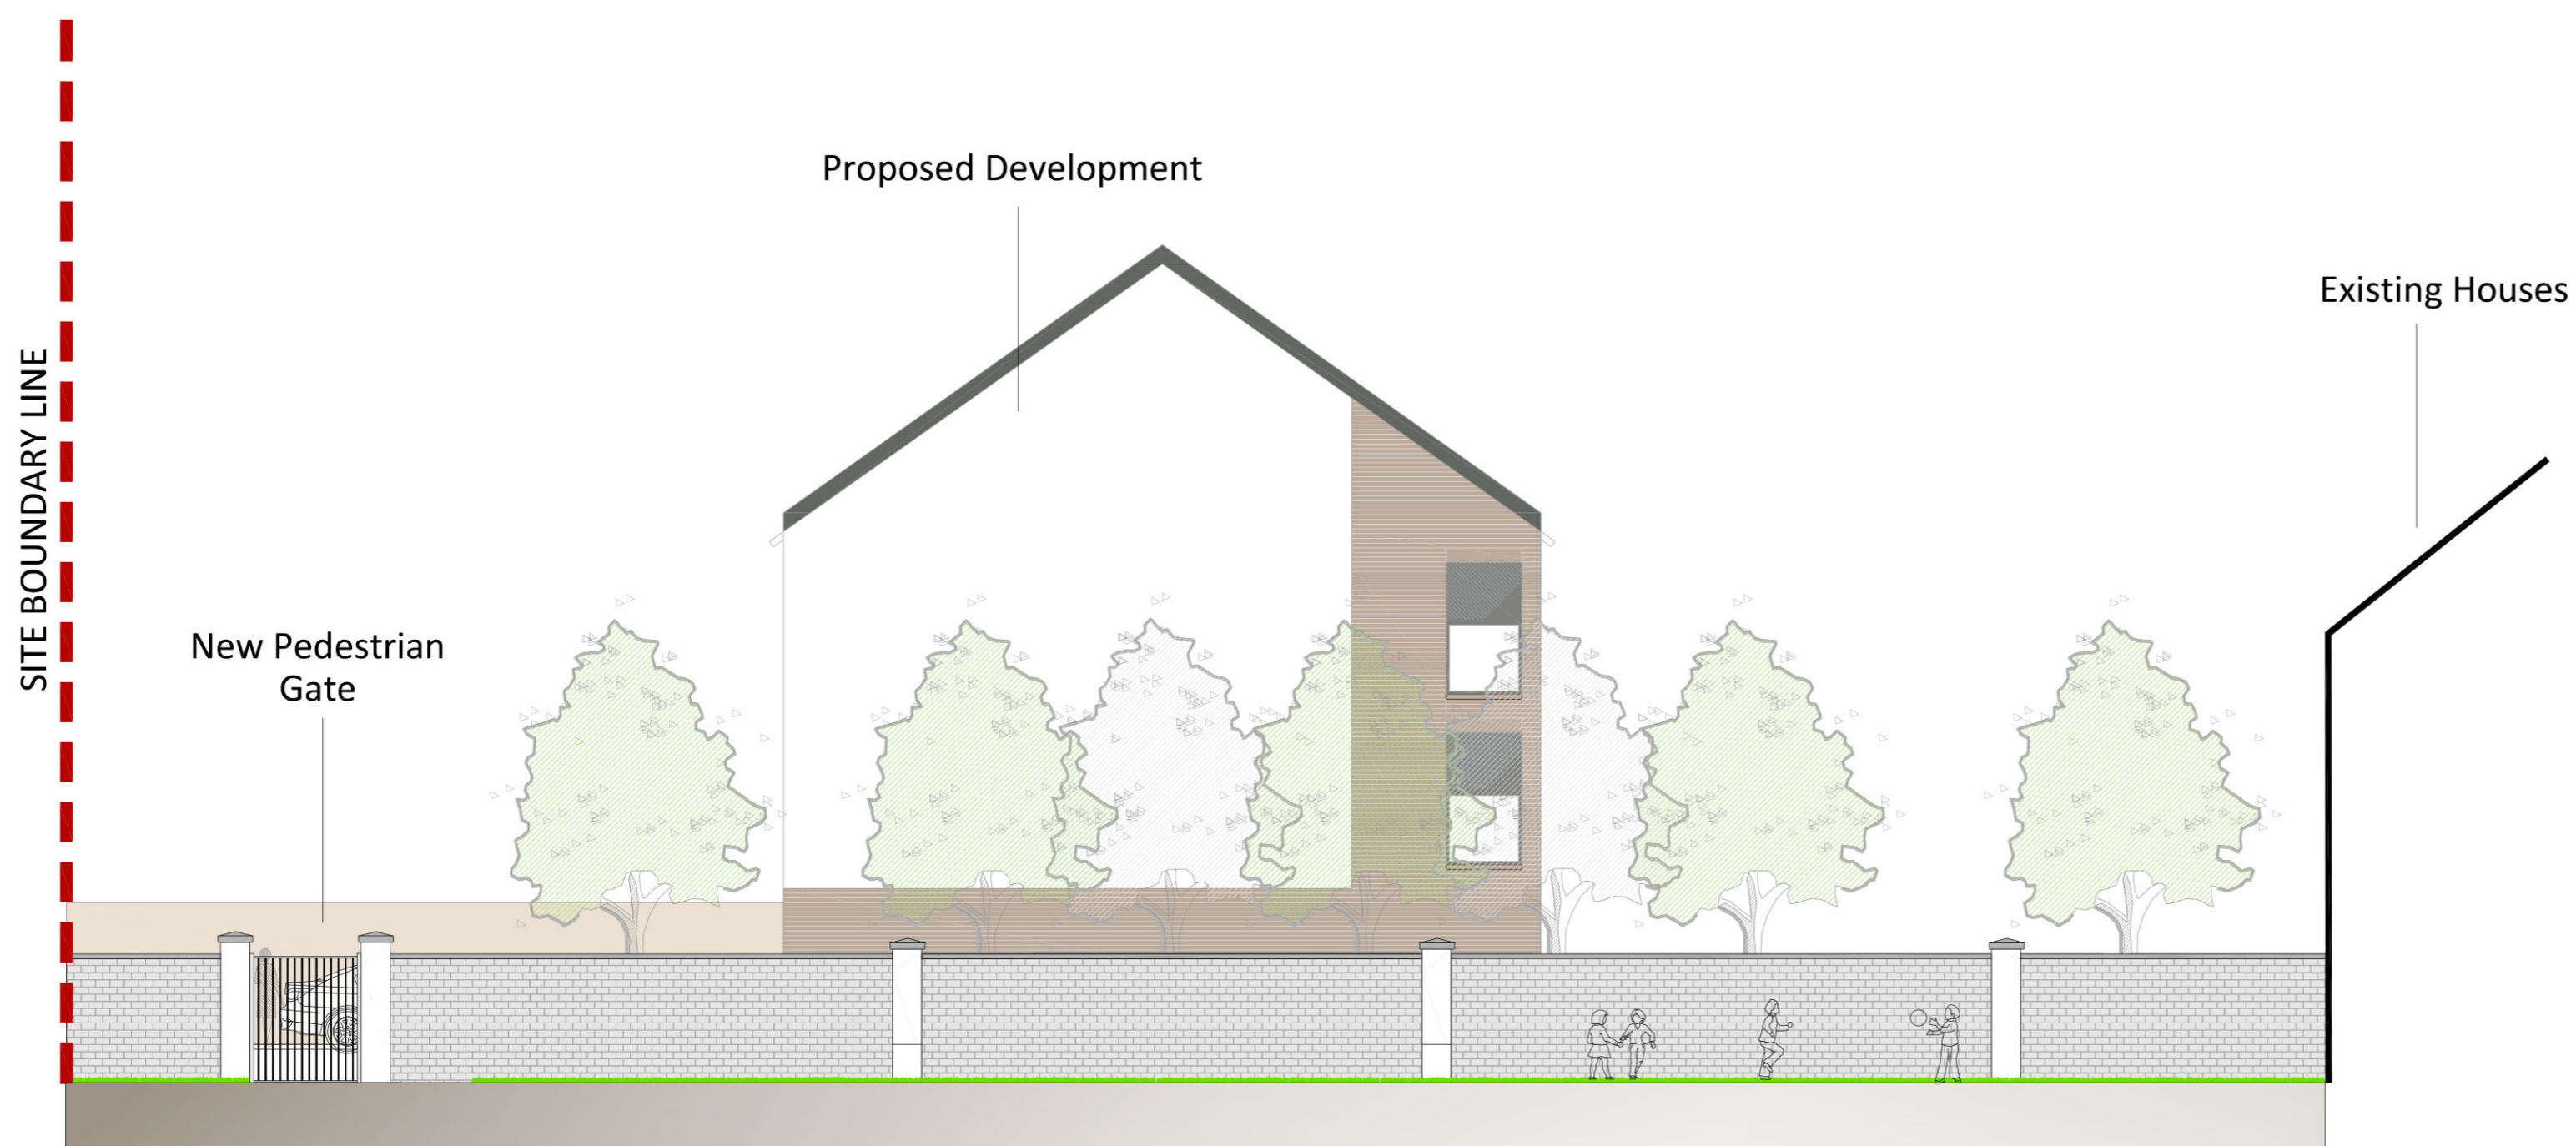 Proposed Development
Existing Houses
SITE BOUNDARY LINE
New Pedestrian
Gate